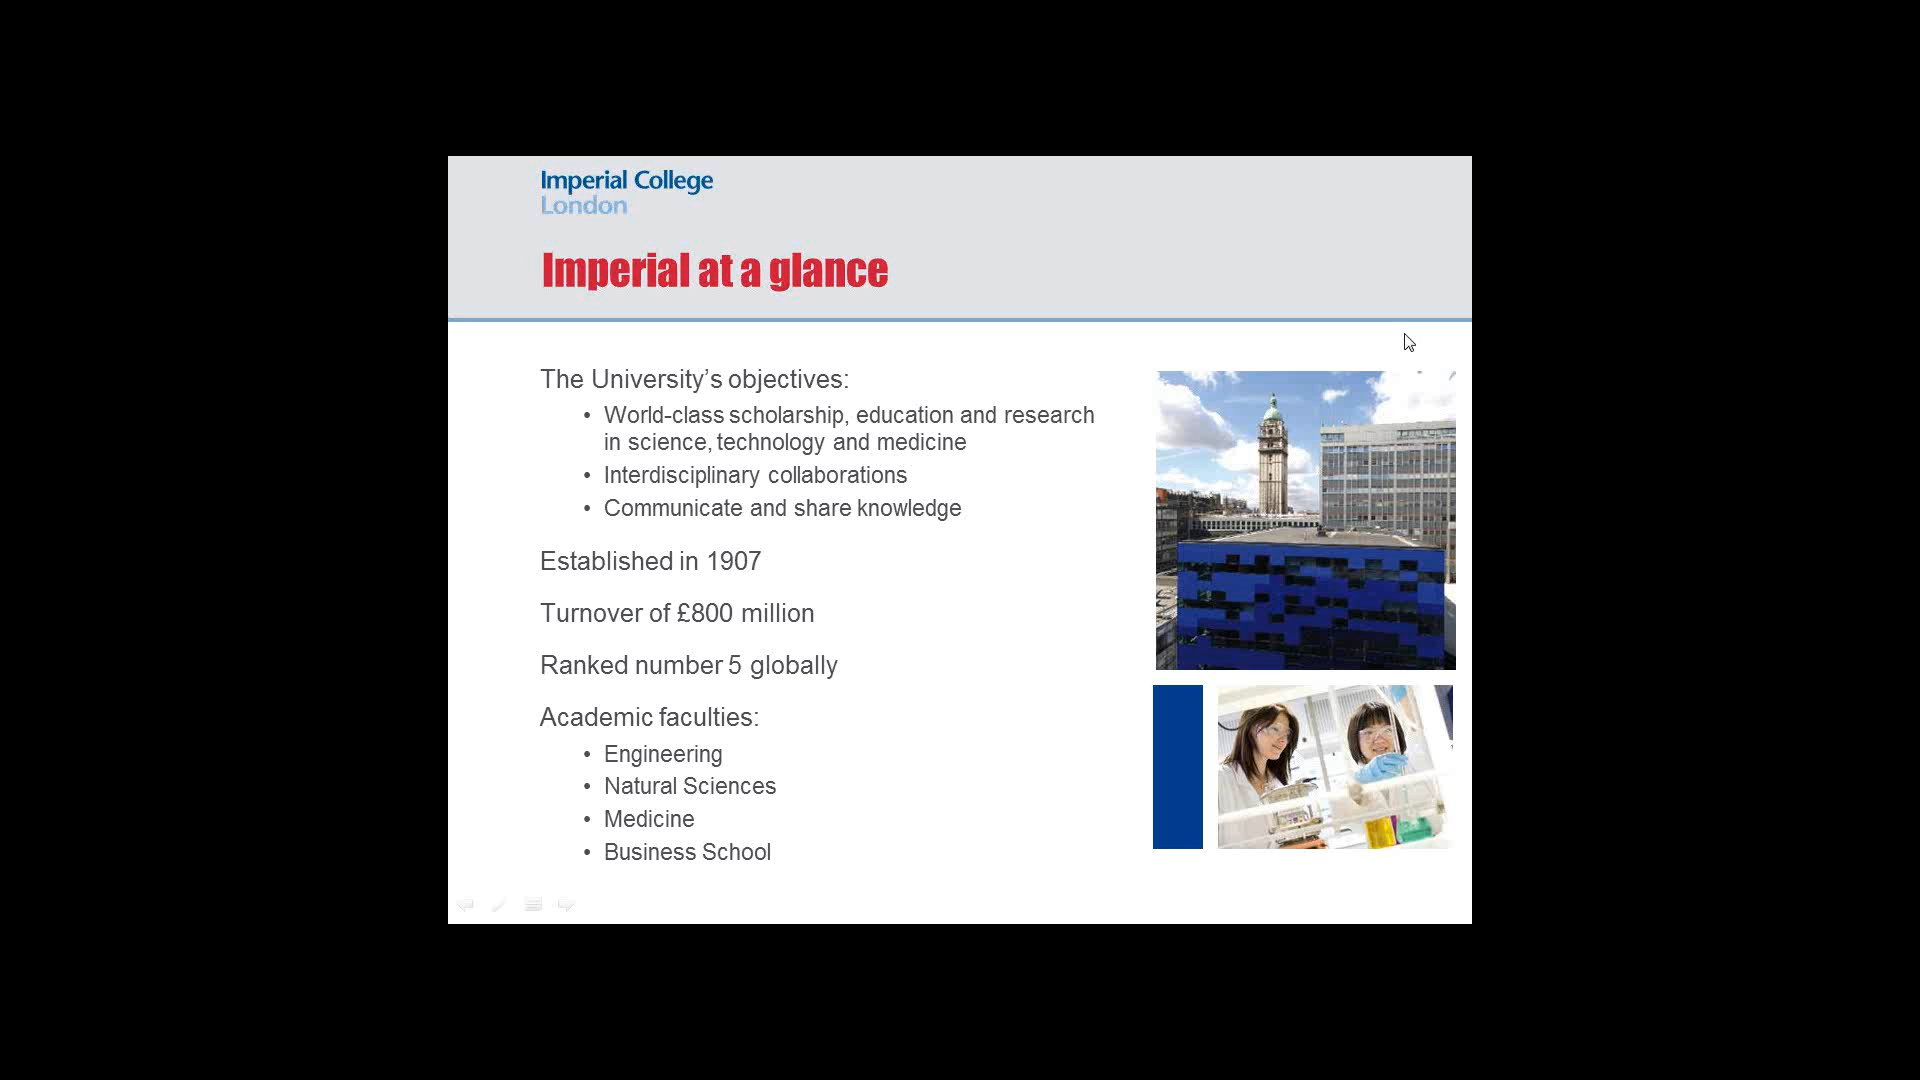 Imperial College
London
Imperial at a glance
The University’s objectives:
• World-class scholarship, education and research
in science, technology and medicine
• Interdisciplinary collaborations
• Communicate and share knowledge
Established in 1907
Turnover of £800 million
Ranked number 5 globally
Academic faculties:
• Engineering
• Natural Sciences
• Medicine
• Business School